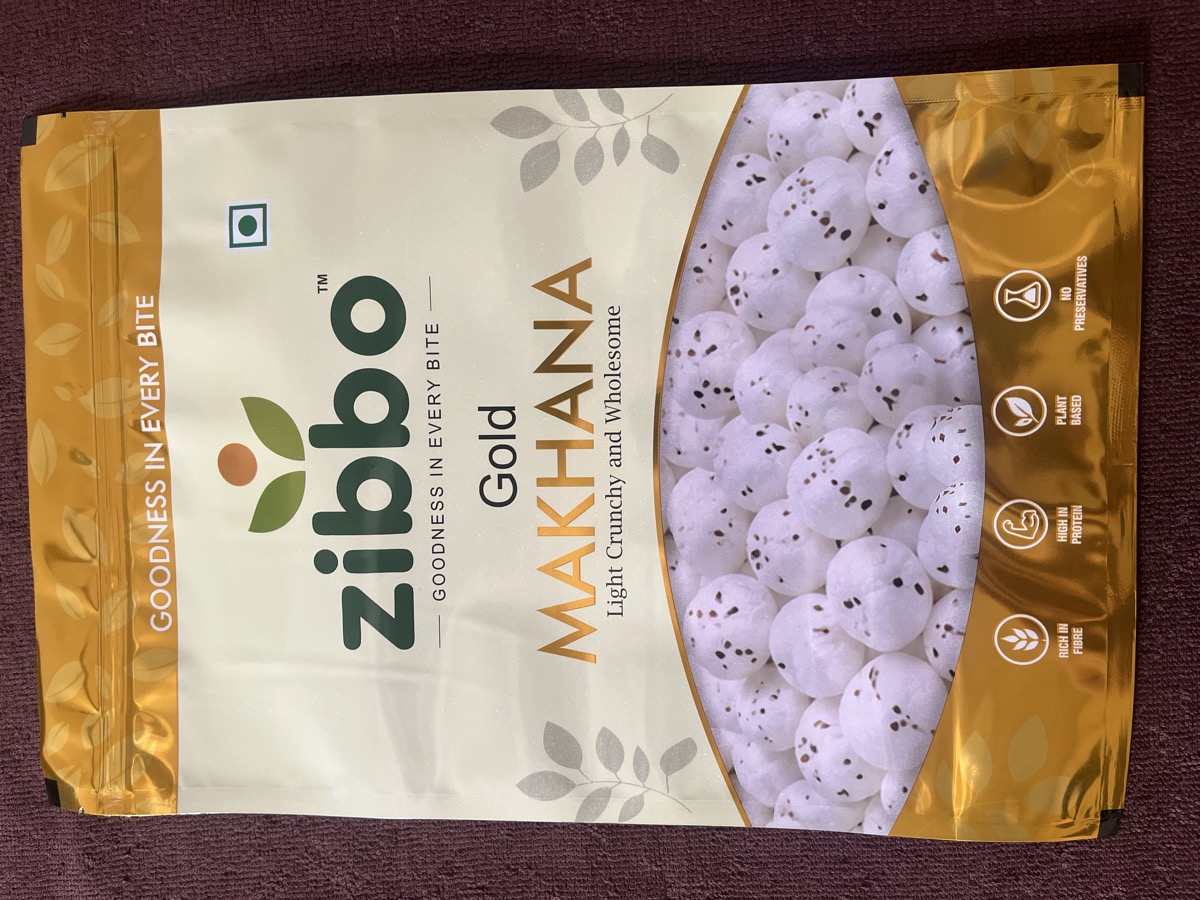 GOODNESS IN EVERY BITE
zibbo™
GOODNESS IN EVERY BITE
Gold
MAKHANA
Light Crunchy and Wholesome
RICH IN
FIBRE
HIGH IN
PROTEIN
PLANT
BASED
NO
PRESERVATIVES